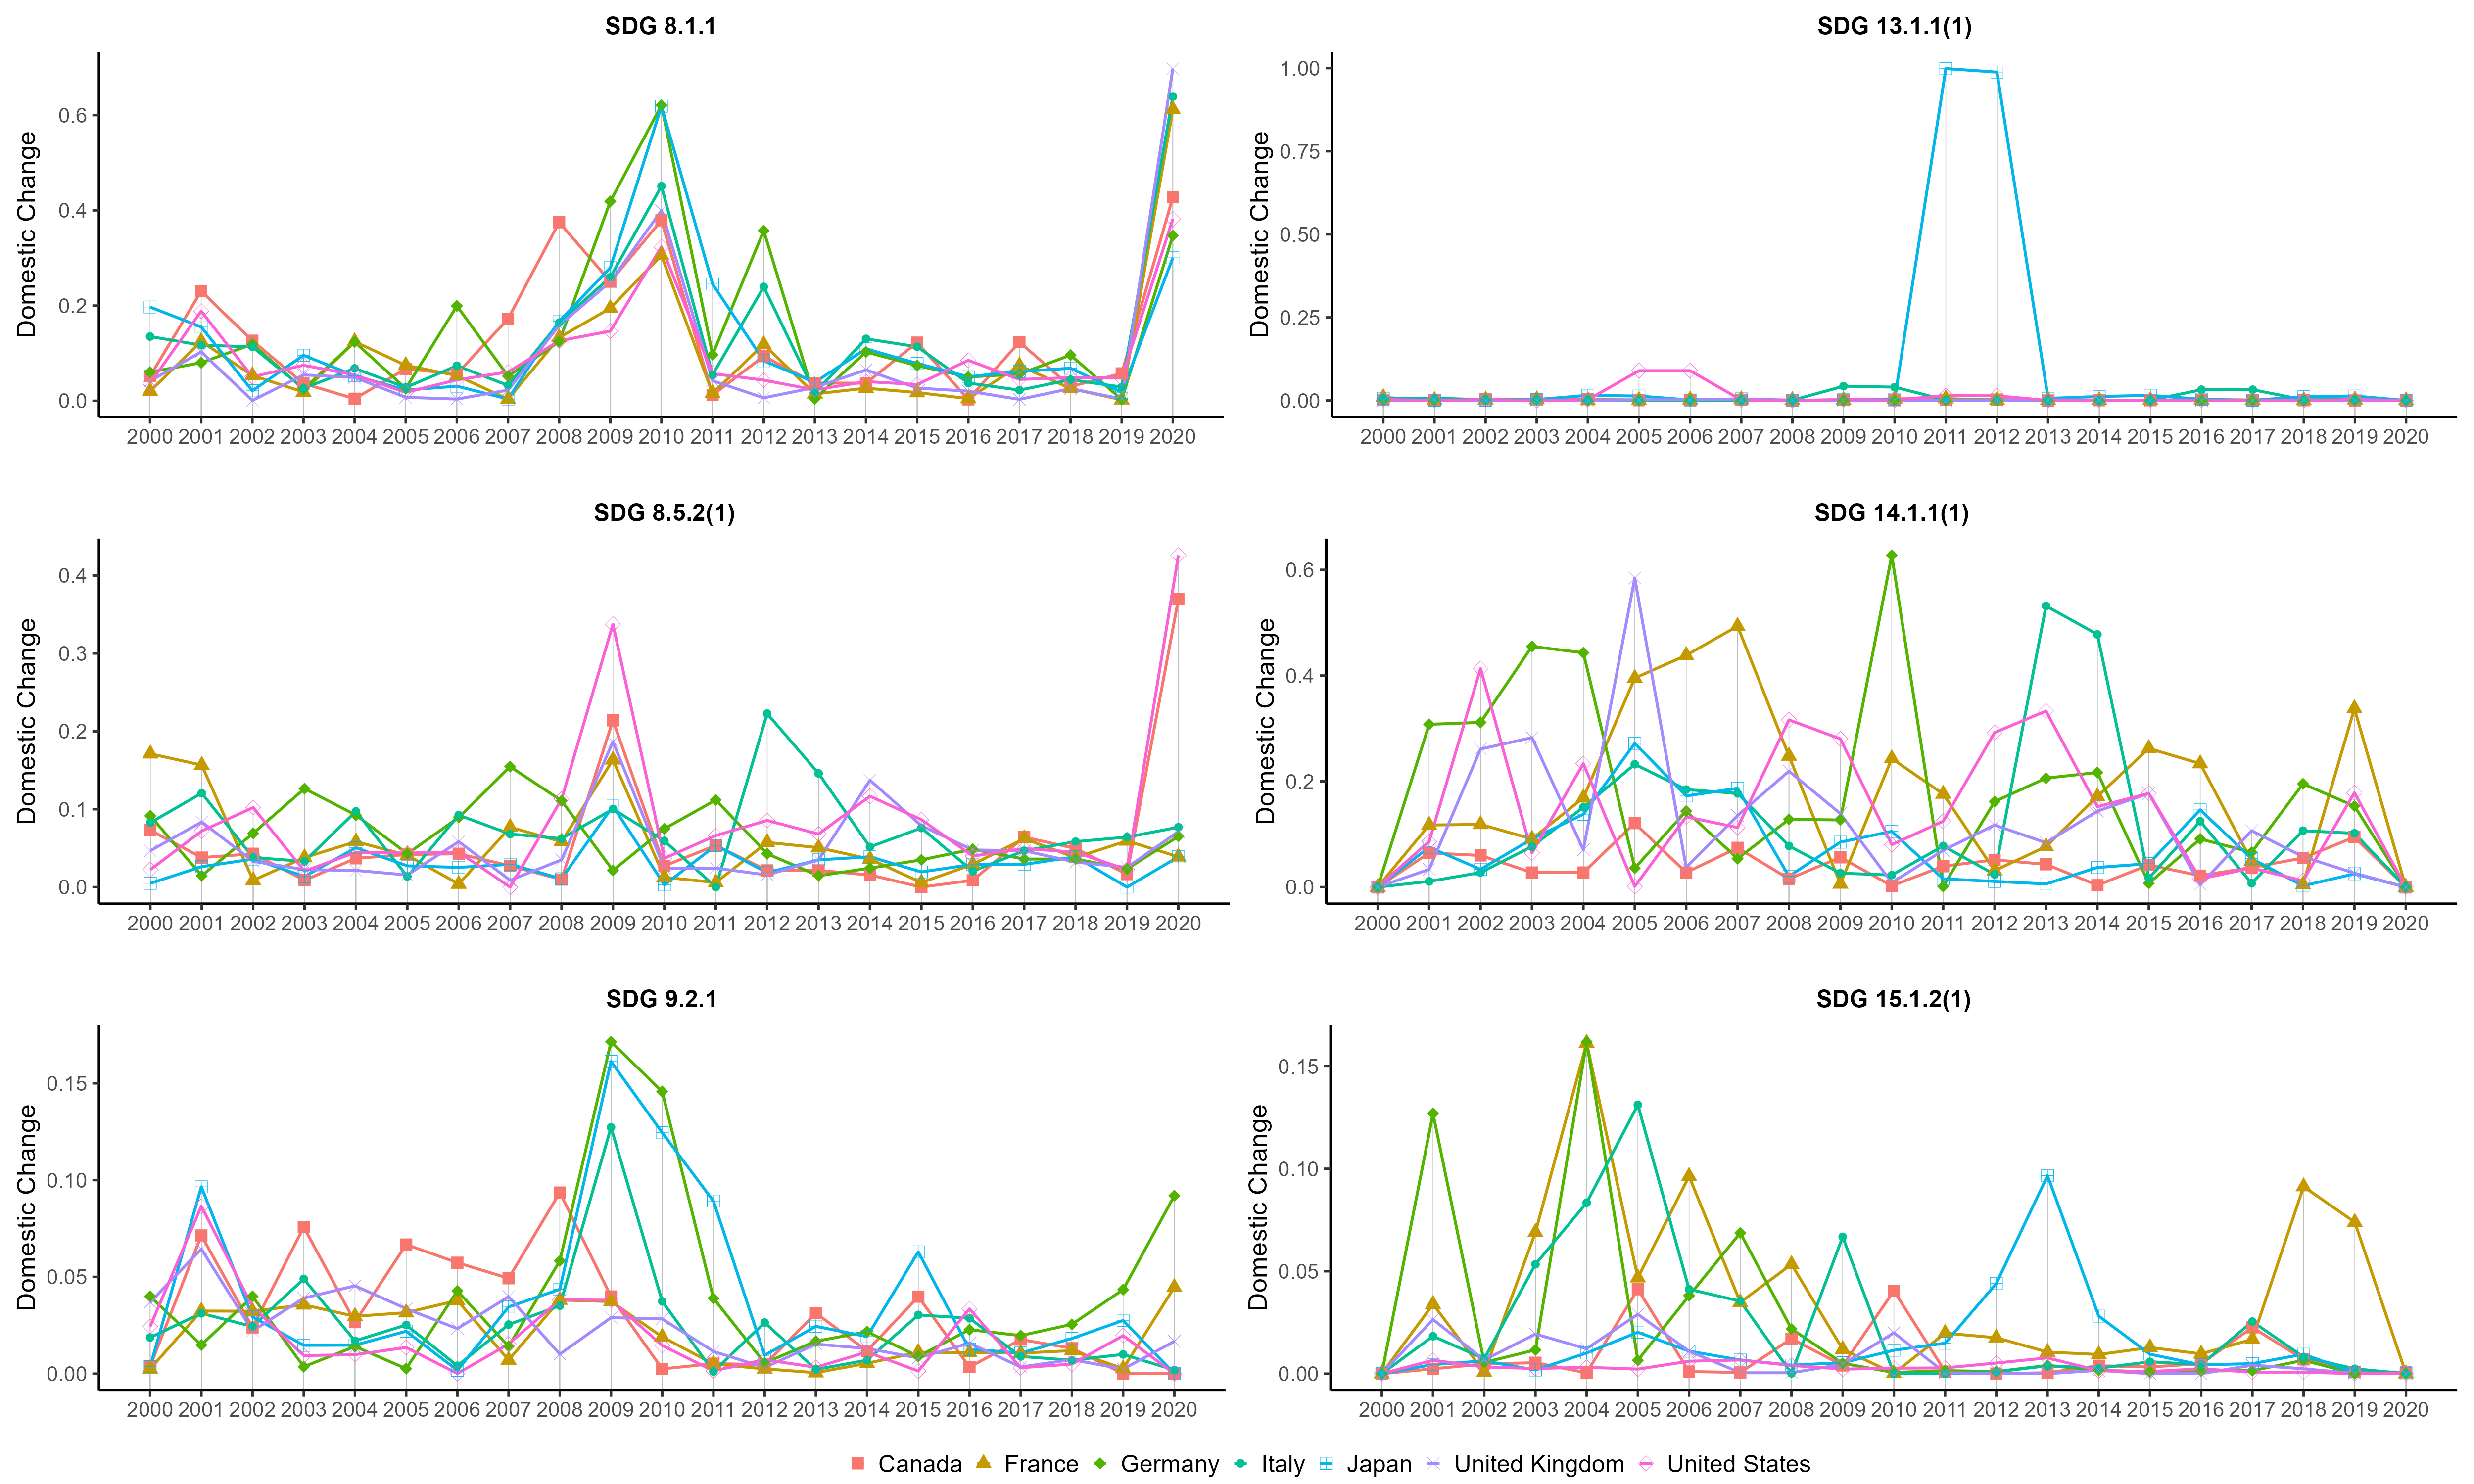 SDG 8.1.1
Domestic Change
0.6
0.4
0.2
0.0
2000 2001 2002 2003 2004 2005 2006 2007 2008 2009 2010 2011 2012 2013 2014 2015 2016 2017 2018 2019 2020
SDG 13.1.1(1)
Domestic Change
1.00
0.75
0.50
0.25
0.00
2000 2001 2002 2003 2004 2005 2006 2007 2008 2009 2010 2011 2012 2013 2014 2015 2016 2017 2018 2019 2020
SDG 8.5.2(1)
Domestic Change
0.4
0.3
0.2
0.1
0.0
2000 2001 2002 2003 2004 2005 2006 2007 2008 2009 2010 2011 2012 2013 2014 2015 2016 2017 2018 2019 2020
SDG 14.1.1(1)
Domestic Change
0.6
0.4
0.2
0.0
2000 2001 2002 2003 2004 2005 2006 2007 2008 2009 2010 2011 2012 2013 2014 2015 2016 2017 2018 2019 2020
SDG 9.2.1
Domestic Change
0.15
0.10
0.05
0.00
2000 2001 2002 2003 2004 2005 2006 2007 2008 2009 2010 2011 2012 2013 2014 2015 2016 2017 2018 2019 2020
SDG 15.1.2(1)
Domestic Change
0.15
0.10
0.05
0.00
2000 2001 2002 2003 2004 2005 2006 2007 2008 2009 2010 2011 2012 2013 2014 2015 2016 2017 2018 2019 2020
Canada France Germany Italy Japan United Kingdom United States